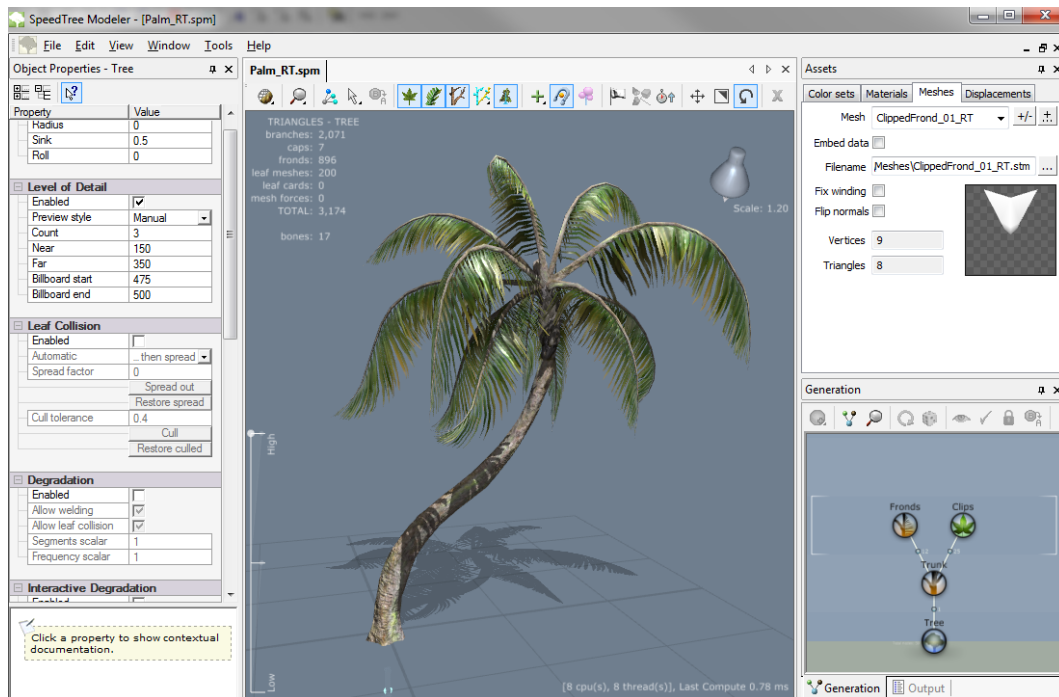 SpeedTree Modeler - [Palm_RT.spm]
File Edit View Window Tools Help
Object Properties - Tree
Property Value
Radius 0
Sink 0.5
Roll 0
Level of Detail
Enabled
Preview style Manual
Count 3
Near 150
Far 350
Billboard start 475
Billboard end 500
Leaf Collision
Enabled
Automatic ...then spread
Spread factor 0
Spread out
Restore spread
Cull tolerance 0.4
Cull
Restore culled
Degradation
Enabled
Allow welding
Allow leaf collision
Segments scalar 1
Frequency scalar 1
Interactive Degradation
Enabled
Click a property to show contextual
documentation.
Palm_RT.spm
TRIANGLES - TREE
branches: 2,071
caps: 7
fronds: 896
leaf meshes: 200
leaf cards: 0
mesh forces: 0
TOTAL: 3,174
bones: 17
Scale: 1.20
High
Low
[8 cpu(s), 8 thread(s)], Last Compute 0.78 ms
Assets
Color sets Materials Meshes Displacements
Mesh ClippedFrond_01_RT +/- +.
Embed data
Filename Meshes\ClippedFrond_01_RT.stm ...
Fix winding
Flip normals
Vertices 9
Triangles 8
Generation
Fronds Clips
Trunk
Tree
Generation Output